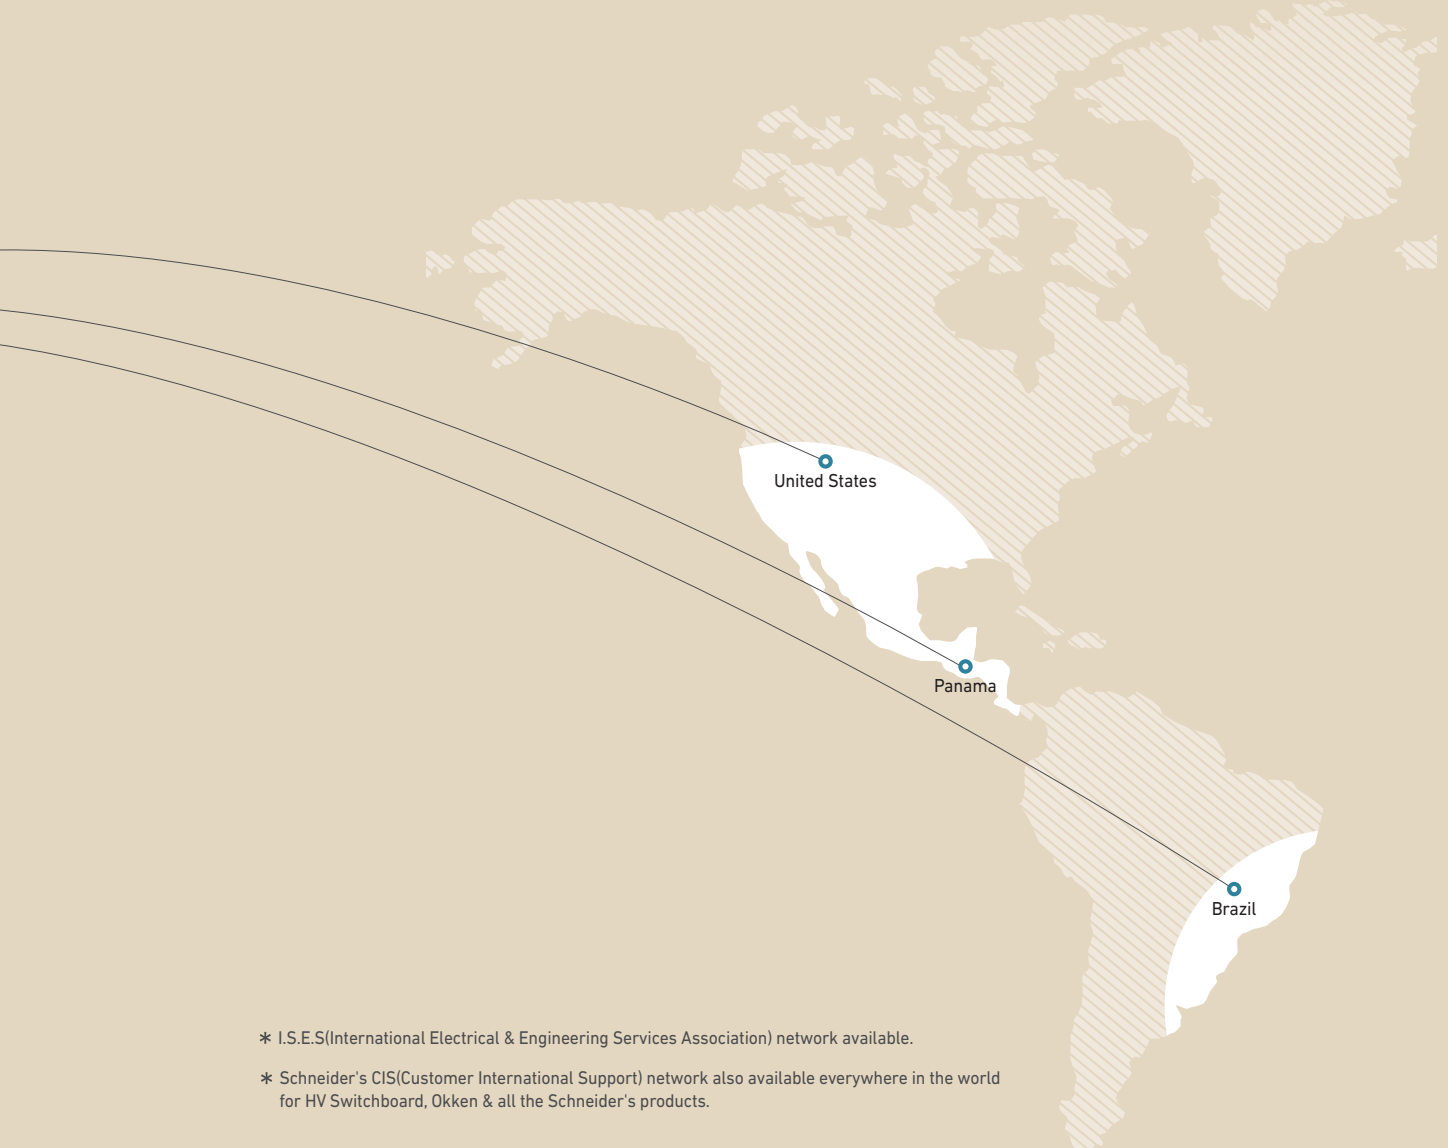 United States
Panama
Brazil
* I.S.E.S(International Electrical & Engineering Services Association) network available.
* Schneider's CIS(Customer International Support) network also available everywhere in the world
for HV Switchboard, Okken & all the Schneider's products.